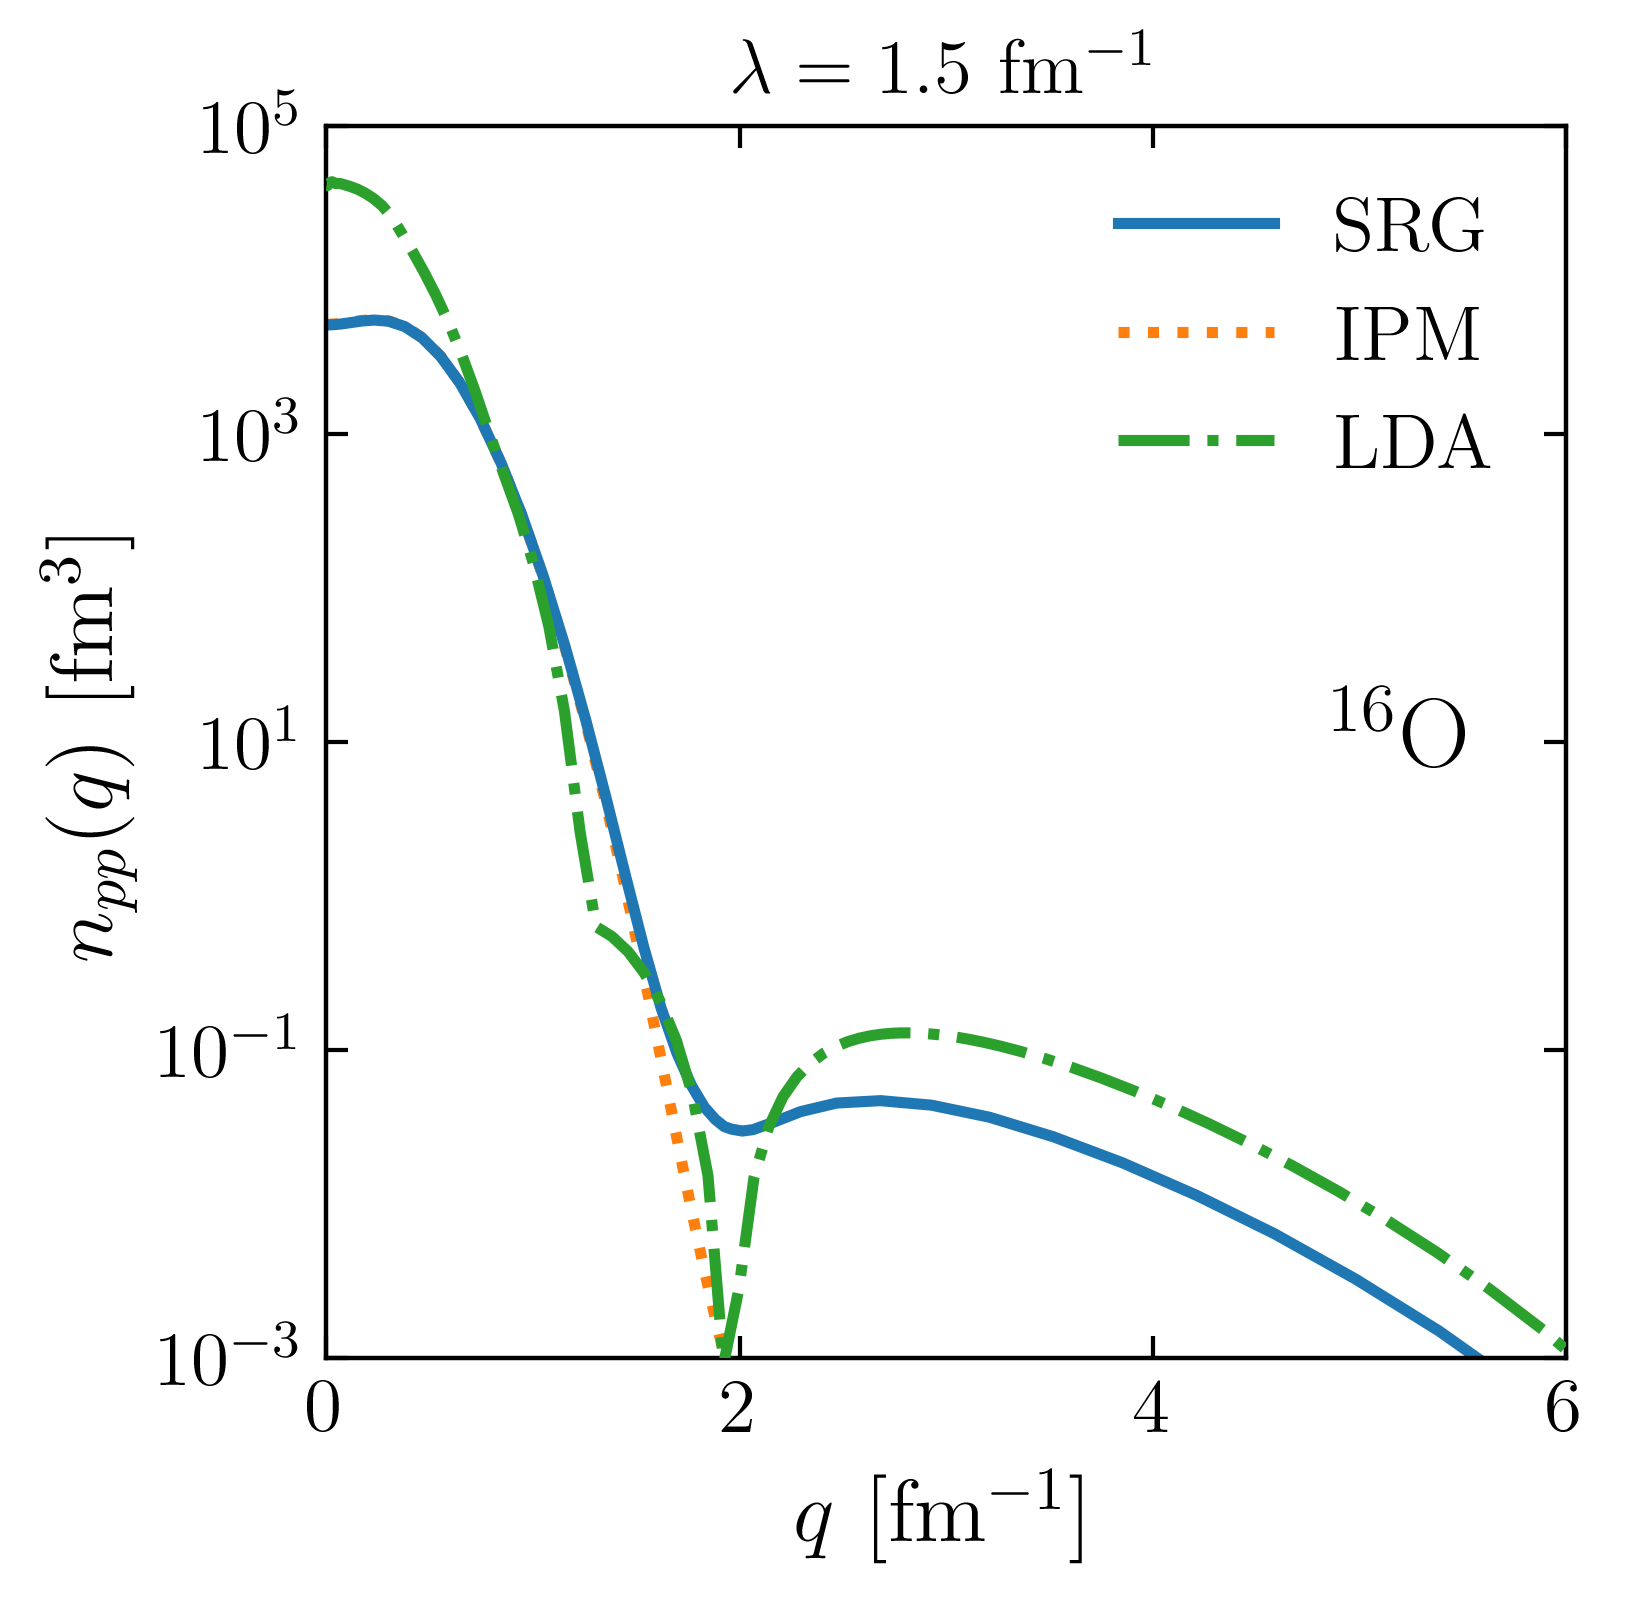 λ = 1.5 fm⁻¹
10⁵
10³
10¹
10⁻¹
10⁻³
n_pp(q) [fm³]
SRG
IPM
LDA
¹⁶O
0 2 4 6
q [fm⁻¹]